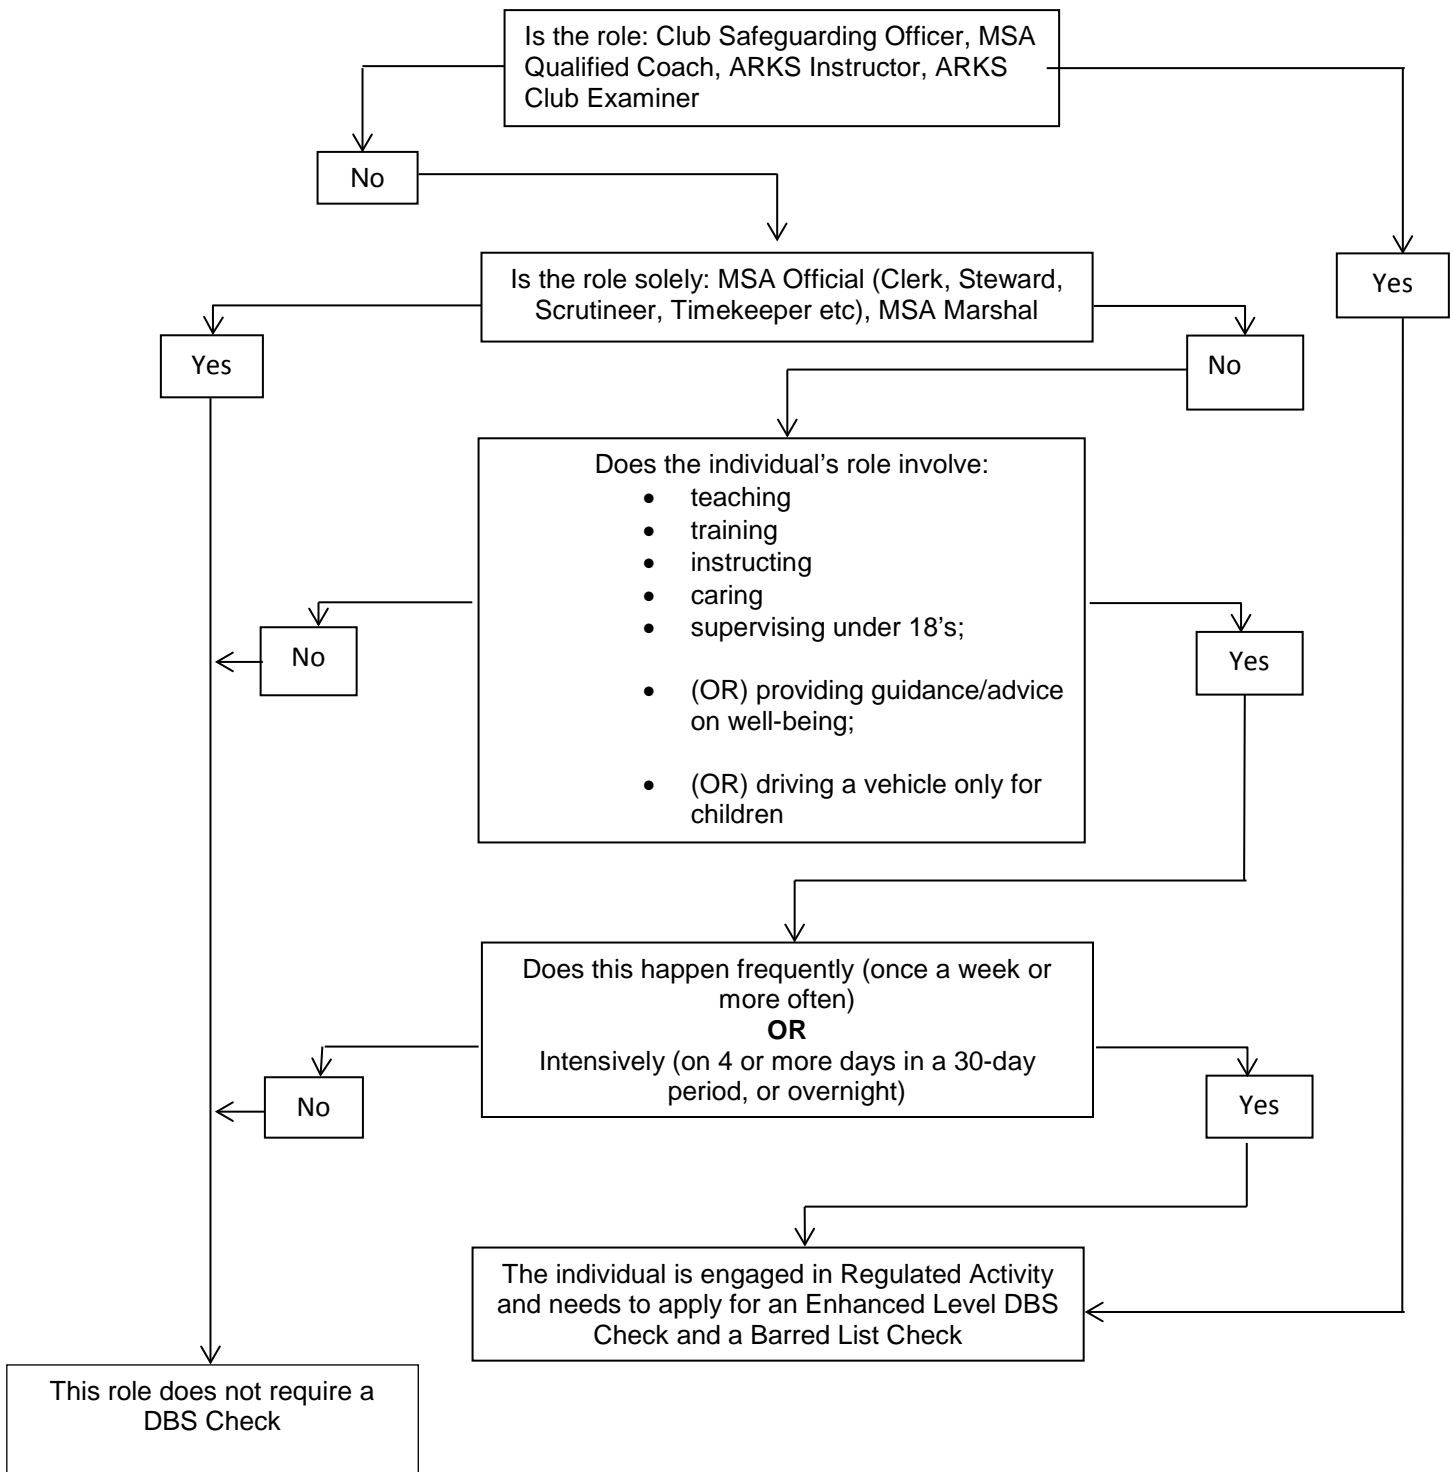 Is the role: Club Safeguarding Officer, MSA
Qualified Coach, ARKS Instructor, ARKS
Club Examiner
No
Yes
Is the role solely: MSA Official (Clerk, Steward,
Scrutineer, Timekeeper etc), MSA Marshal
Yes
No
Does the individual’s role involve:
• teaching
• training
• instructing
• caring
• supervising under 18’s;
• (OR) providing guidance/advice
on well-being;
• (OR) driving a vehicle only for
children
No
Yes
Does this happen frequently (once a week or
more often)
OR
Intensively (on 4 or more days in a 30-day
period, or overnight)
No
Yes
The individual is engaged in Regulated Activity
and needs to apply for an Enhanced Level DBS
Check and a Barred List Check
This role does not require a
DBS Check